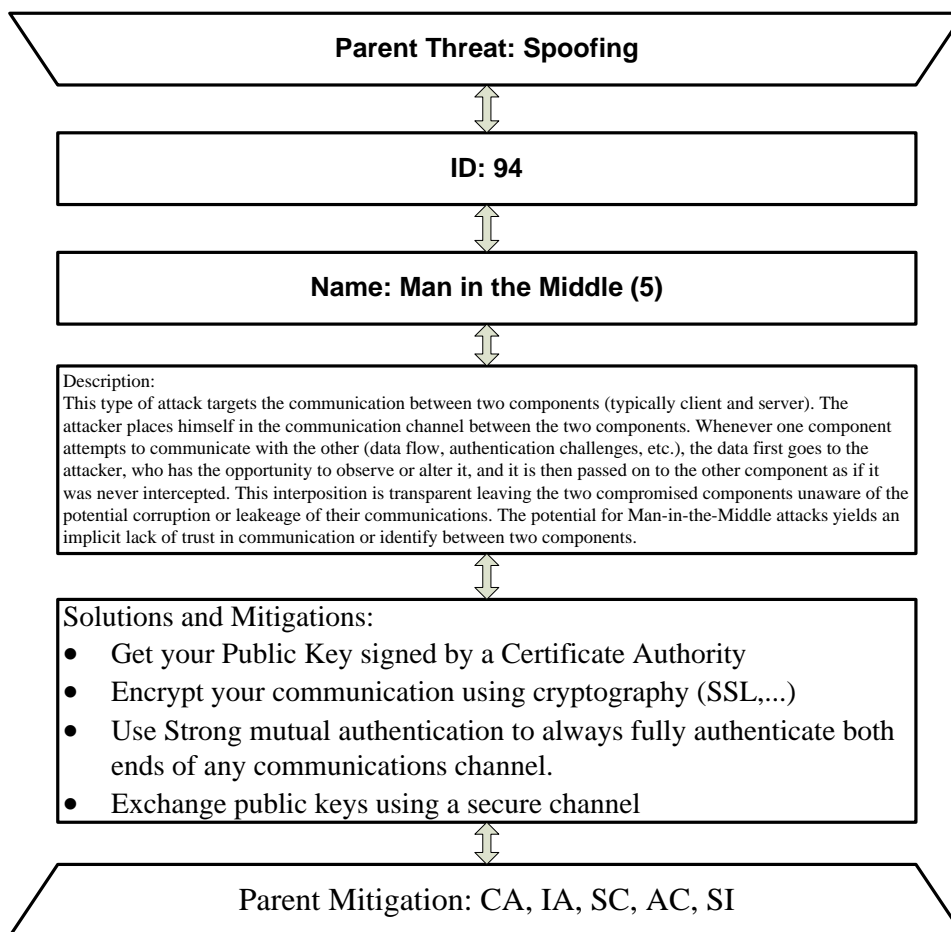 Parent Threat: Spoofing
ID: 94
Name: Man in the Middle (5)
Description:
This type of attack targets the communication between two components (typically client and server). The
attacker places himself in the communication channel between the two components. Whenever one component
attempts to communicate with the other (data flow, authentication challenges, etc.), the data first goes to the
attacker, who has the opportunity to observe or alter it, and it is then passed on to the other component as if it
was never intercepted. This interposition is transparent leaving the two compromised components unaware of the
potential corruption or leakeage of their communications. The potential for Man-in-the-Middle attacks yields an
implicit lack of trust in communication or identify between two components.
Solutions and Mitigations:
• Get your Public Key signed by a Certificate Authority
• Encrypt your communication using cryptography (SSL,...)
• Use Strong mutual authentication to always fully authenticate both
ends of any communications channel.
• Exchange public keys using a secure channel
Parent Mitigation: CA, IA, SC, AC, SI